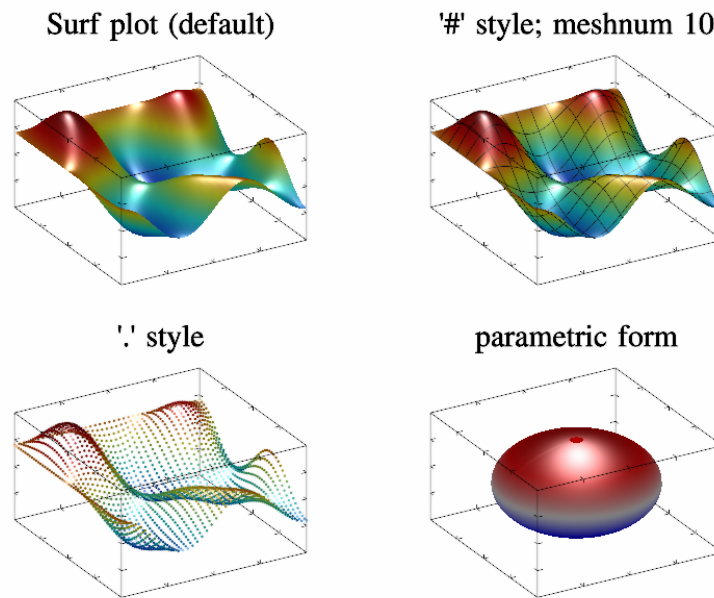 Surf plot (default)
'#' style; meshnum 10
'.' style
parametric form